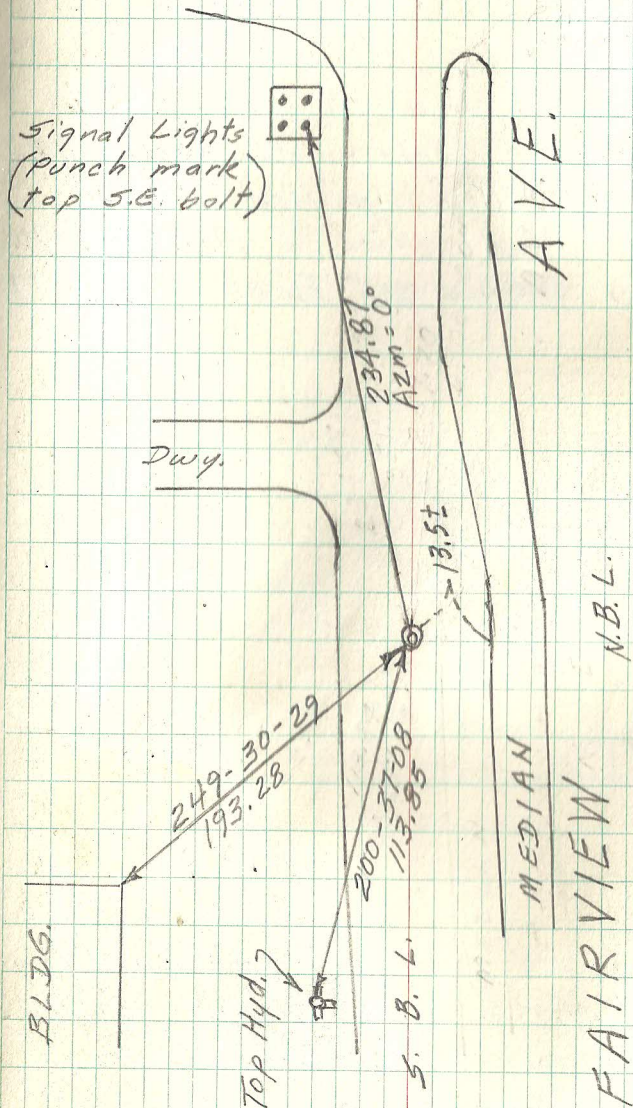 Signal Lights
(Punch mark
top S.E. bolt)
234.87
Azm = 0°
Dwy.
13.5±
249-30-29
193.28
200-37-08
113.85
BLDG.
Top Hyd.
S. B. L.
MEDIAN
N.B.L.
FAIRVIEW AVE.